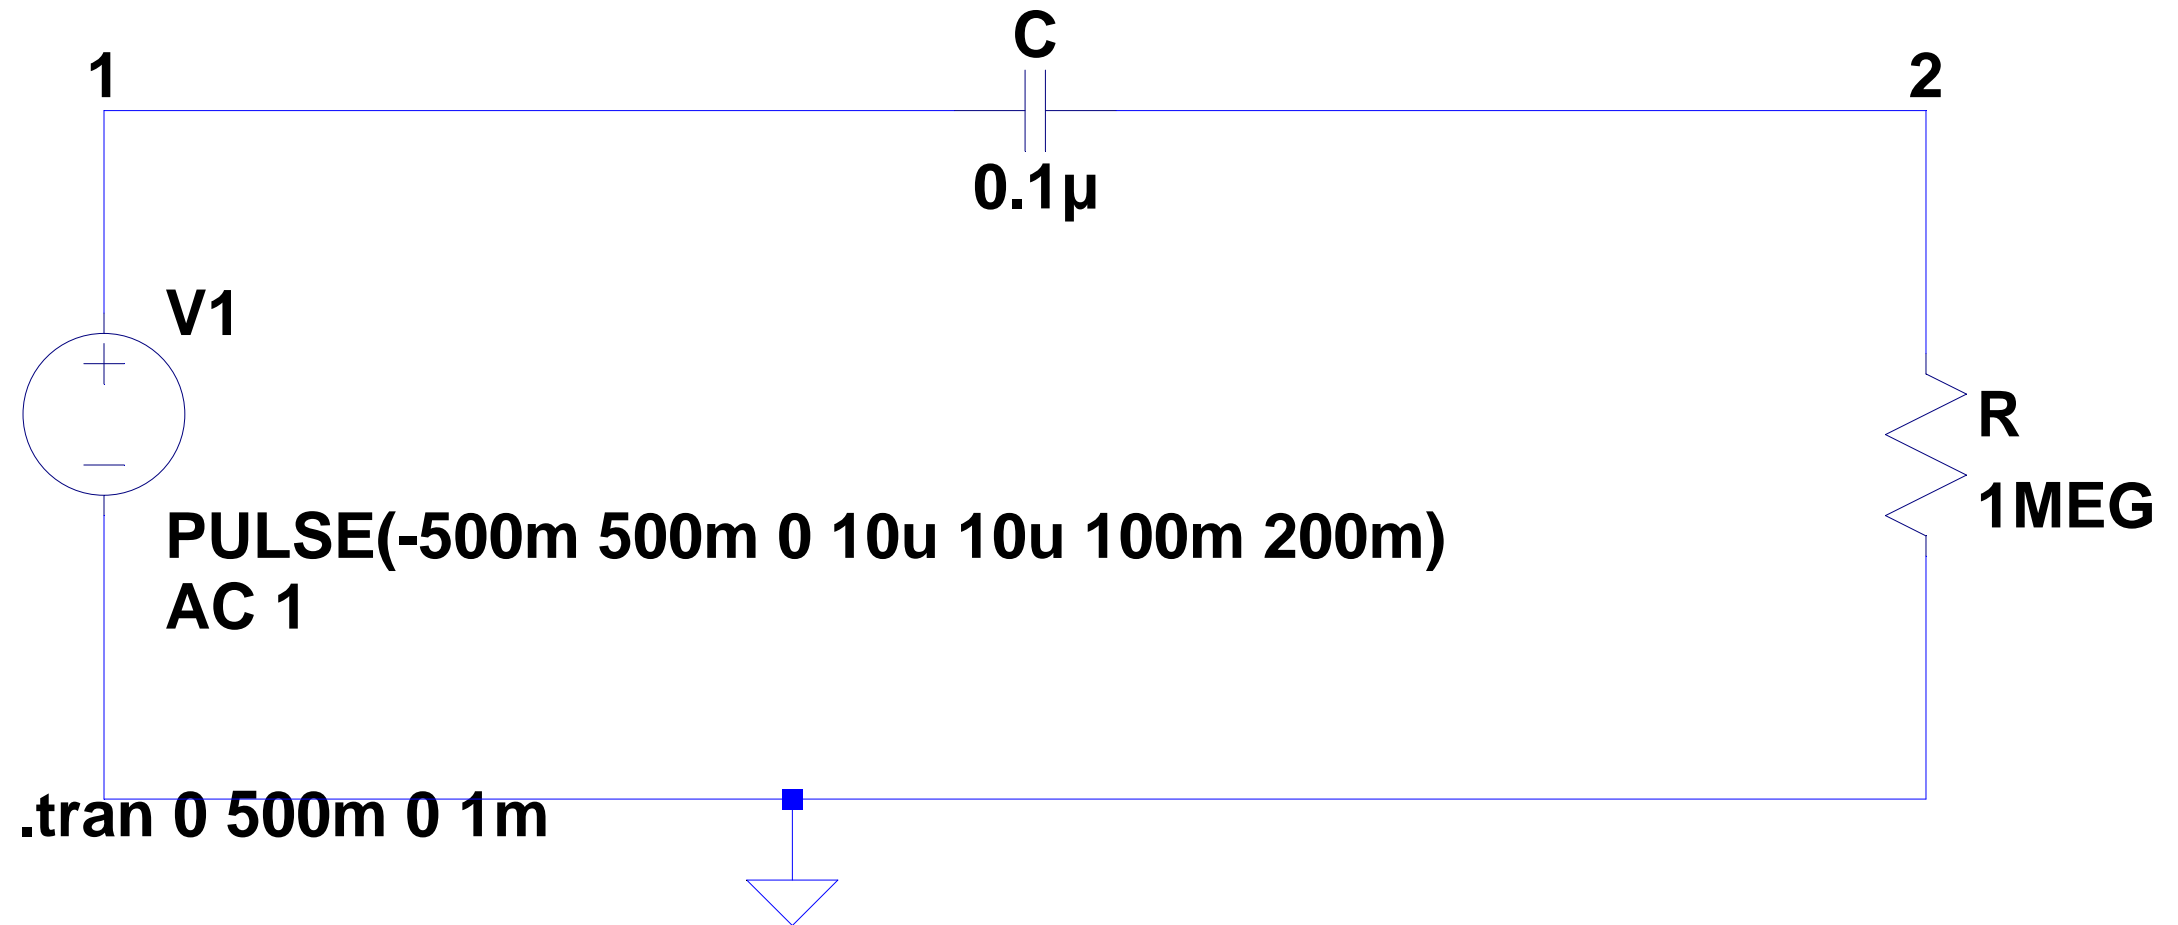 C
1
2
0.1µ
V1
R
1MEG
PULSE(-500m 500m 0 10u 10u 100m 200m)
AC 1
.tran 0 500m 0 1m